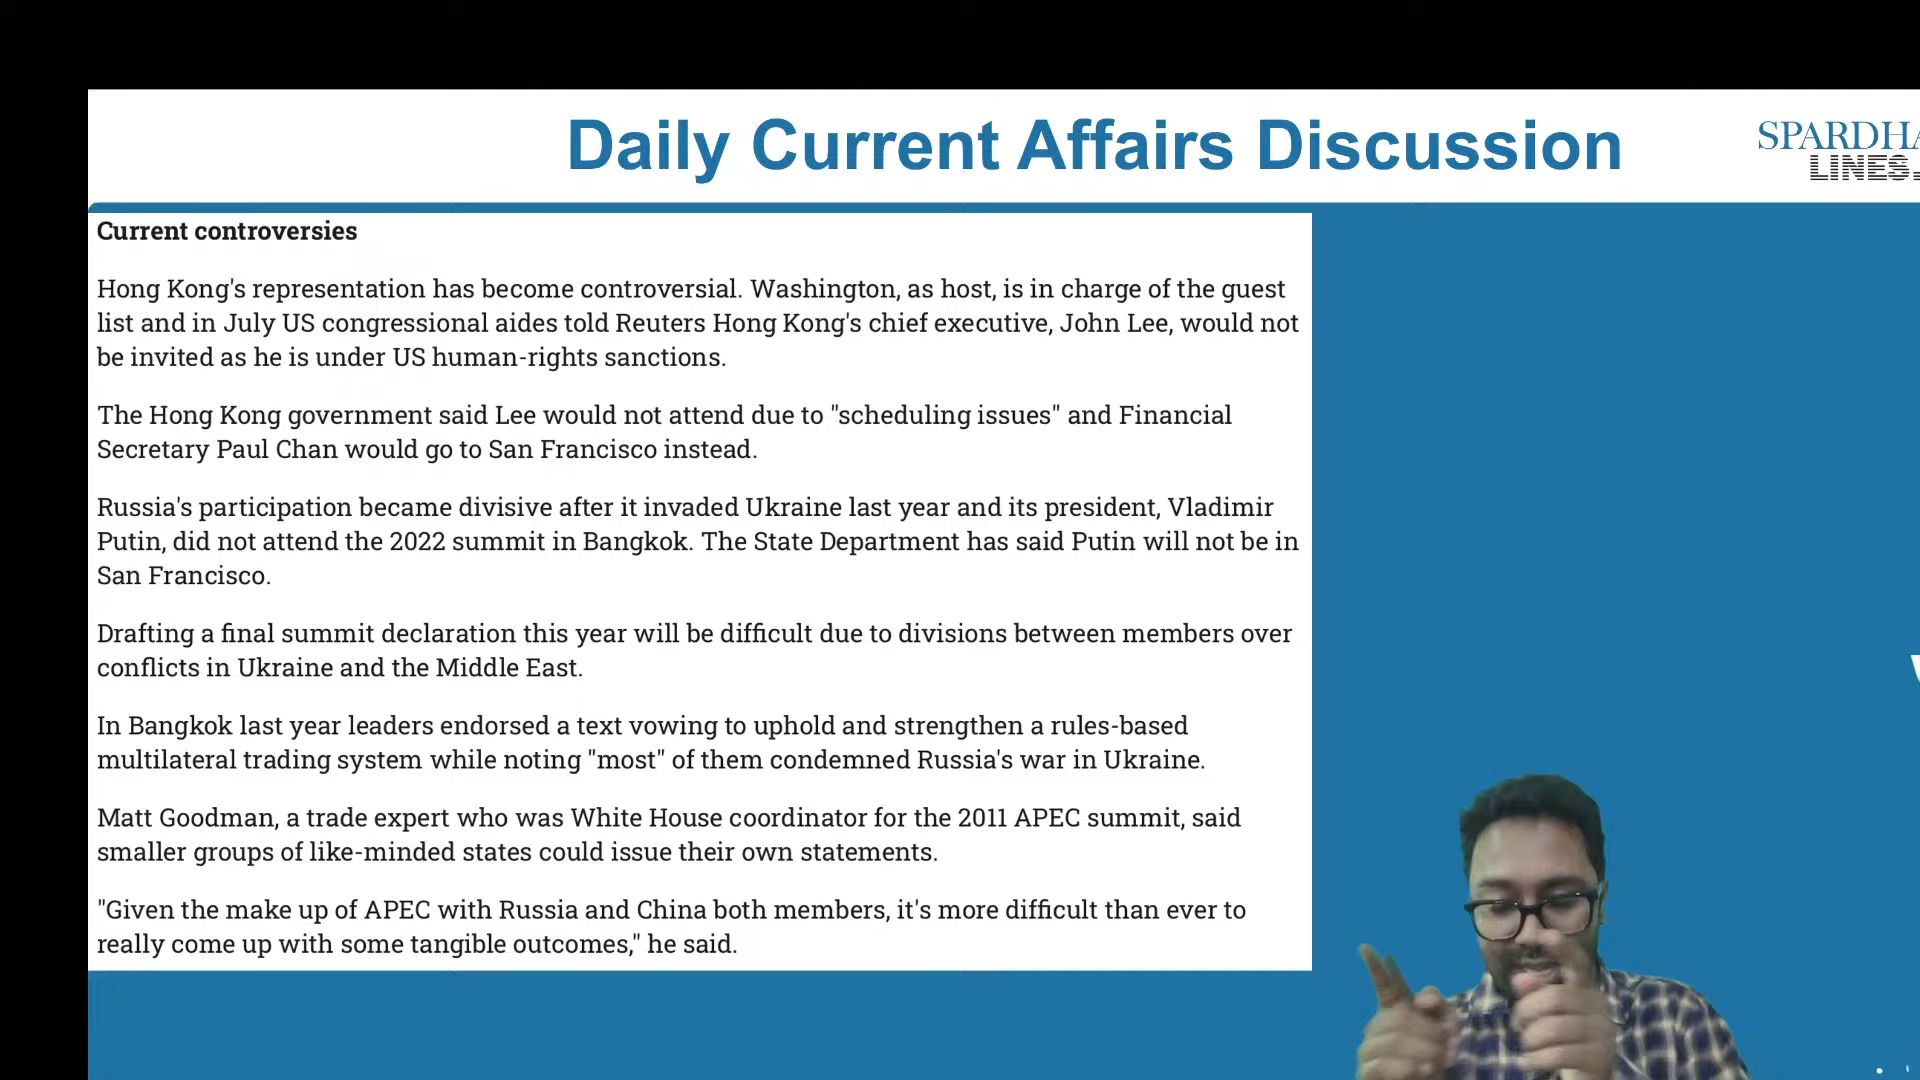 Daily Current Affairs Discussion
SPARDHA
LINES.
Current controversies
Hong Kong's representation has become controversial. Washington, as host, is in charge of the guest
list and in July US congressional aides told Reuters Hong Kong's chief executive, John Lee, would not
be invited as he is under US human-rights sanctions.
The Hong Kong government said Lee would not attend due to "scheduling issues" and Financial
Secretary Paul Chan would go to San Francisco instead.
Russia's participation became divisive after it invaded Ukraine last year and its president, Vladimir
Putin, did not attend the 2022 summit in Bangkok. The State Department has said Putin will not be in
San Francisco.
Drafting a final summit declaration this year will be difficult due to divisions between members over
conflicts in Ukraine and the Middle East.
In Bangkok last year leaders endorsed a text vowing to uphold and strengthen a rules-based
multilateral trading system while noting "most" of them condemned Russia's war in Ukraine.
Matt Goodman, a trade expert who was White House coordinator for the 2011 APEC summit, said
smaller groups of like-minded states could issue their own statements.
"Given the make up of APEC with Russia and China both members, it's more difficult than ever to
really come up with some tangible outcomes," he said.